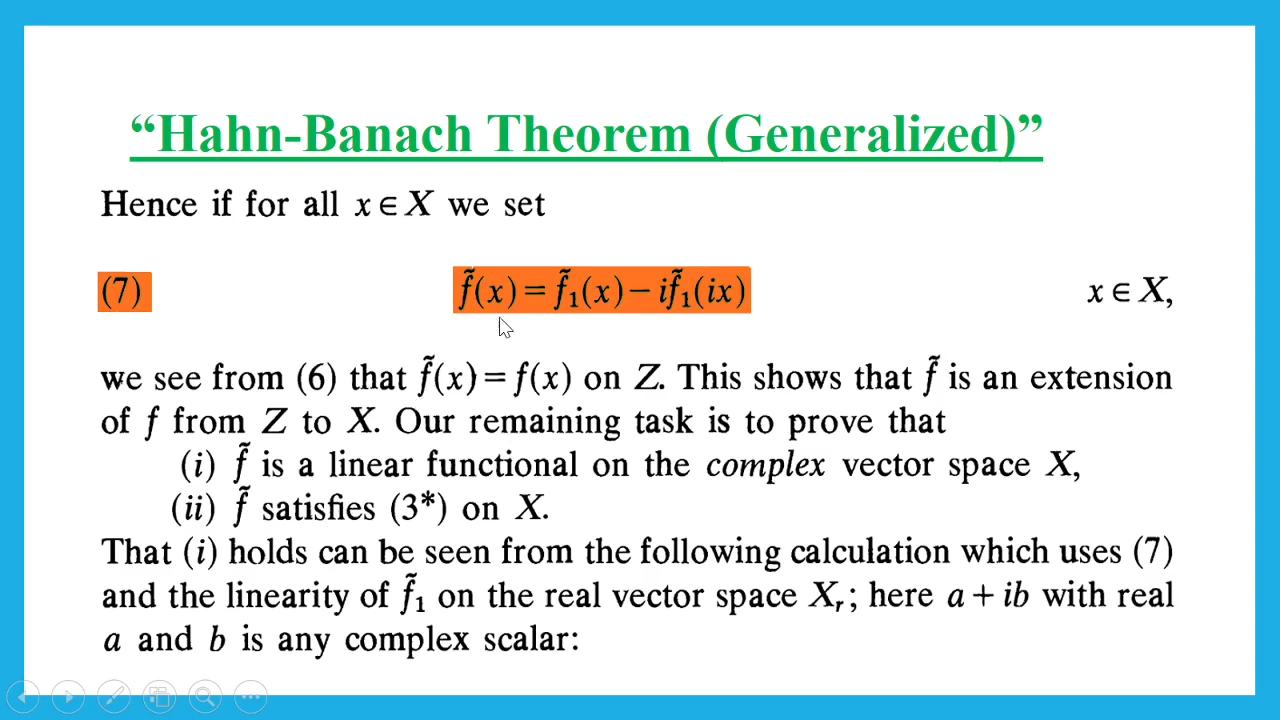 “Hahn-Banach Theorem (Generalized)”
Hence if for all x ∈ X we set
(7) f̃(x) = f̃₁(x) − if̃₁(ix) x ∈ X,
we see from (6) that f̃(x) = f(x) on Z. This shows that f̃ is an extension
of f from Z to X. Our remaining task is to prove that
(i) f̃ is a linear functional on the complex vector space X,
(ii) f̃ satisfies (3*) on X.
That (i) holds can be seen from the following calculation which uses (7)
and the linearity of f̃₁ on the real vector space Xᵣ; here a + ib with real
a and b is any complex scalar: